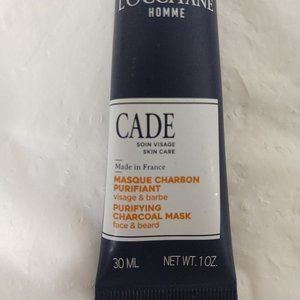 L'OCCITANE
HOMME
CADE
SOIN VISAGE
SKIN CARE
Made in France
MASQUE CHARBON
PURIFIANT
visage & barbe
PURIFYING
CHARCOAL MASK
face & beard
30 ML NET WT. 1 OZ.